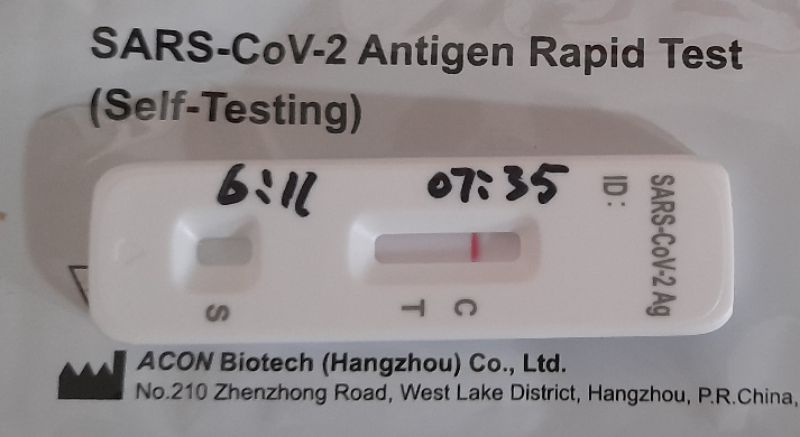 SARS-CoV-2 Antigen Rapid Test
(Self-Testing)
6:11 07:35
SARS-CoV-2 Ag
ID:
S T C
ACON Biotech (Hangzhou) Co., Ltd.
No.210 Zhenzhong Road, West Lake District, Hangzhou, P.R.China,